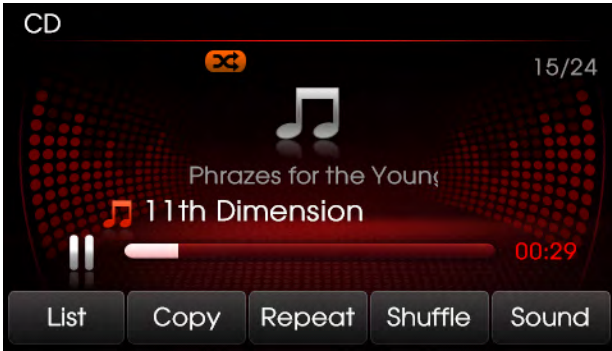 CD
15/24
Phrazes for the Young
11th Dimension
00:29
List Copy Repeat Shuffle Sound